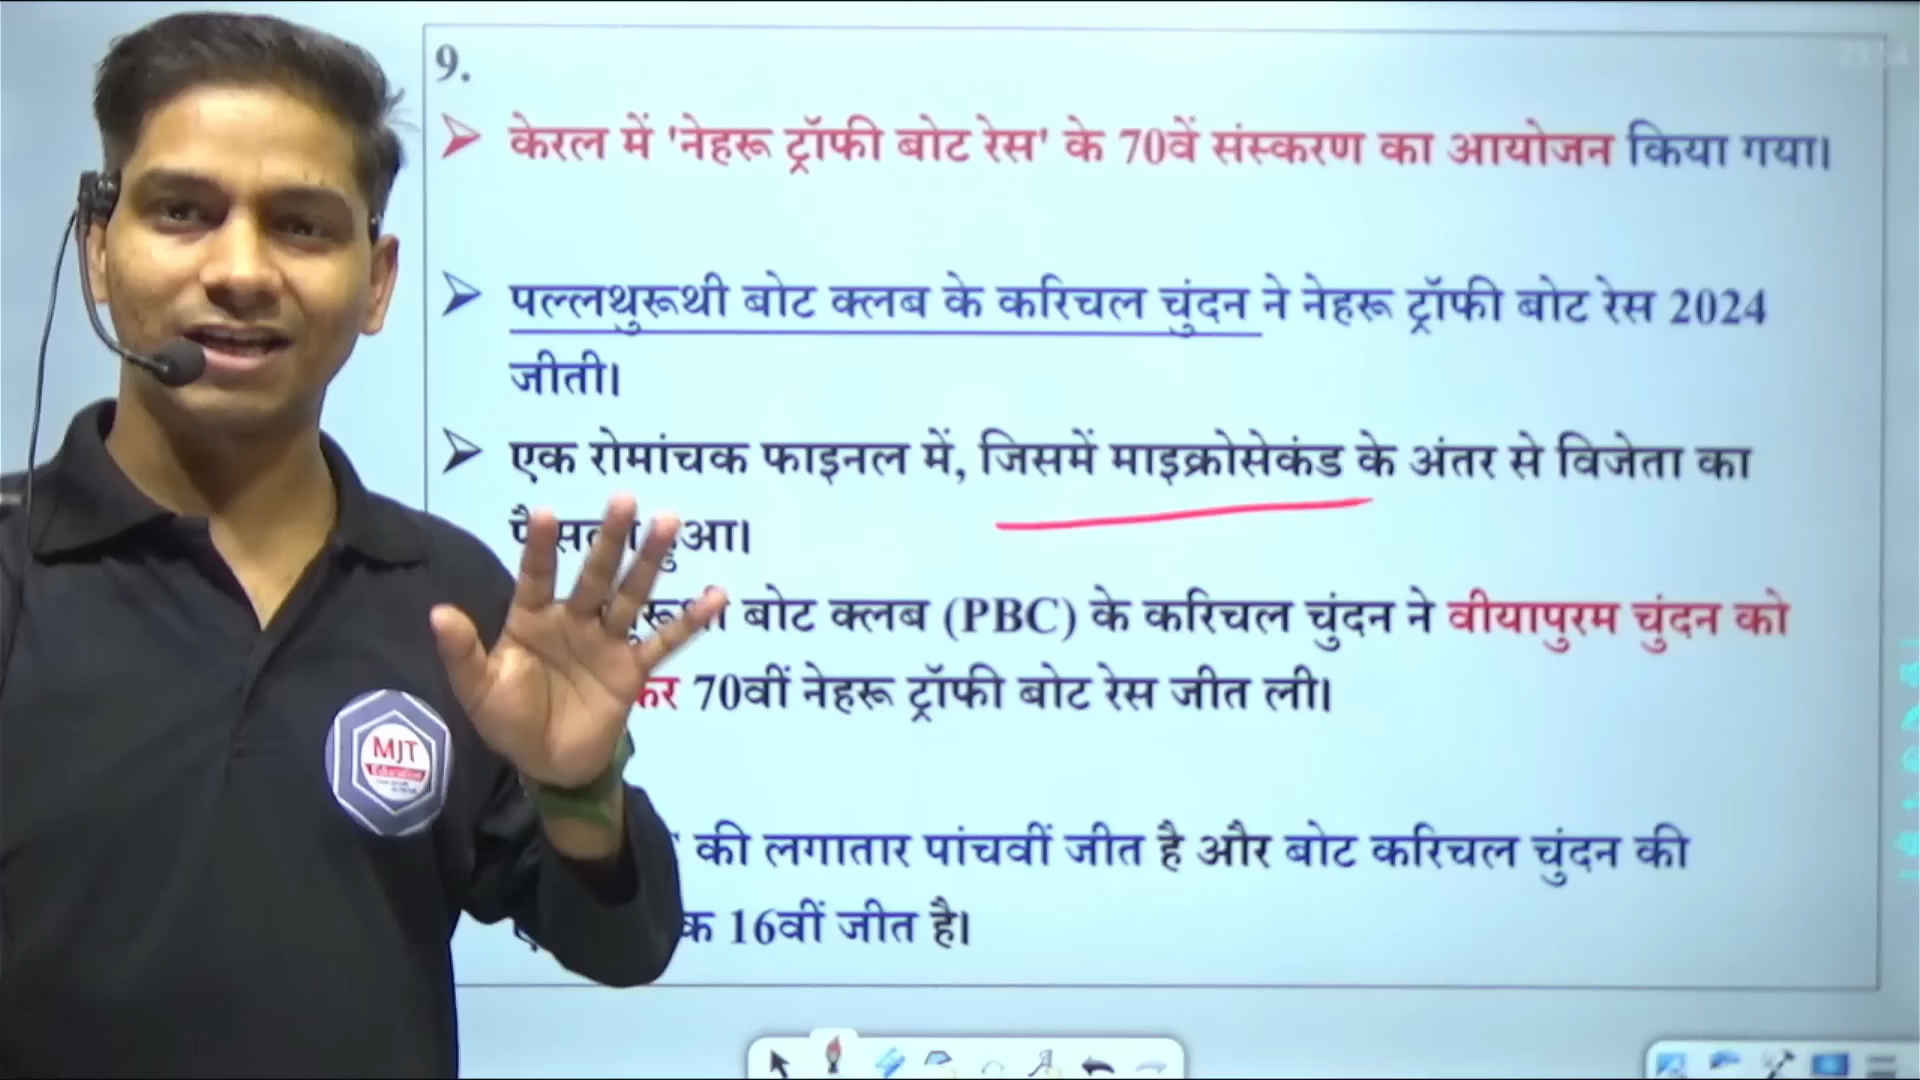 9.
➢ केरल में 'नेहरू ट्रॉफी बोट रेस' के 70वें संस्करण का आयोजन किया गया।
➢ पल्लथुरूथी बोट क्लब के करिचल चुंदन ने नेहरू ट्रॉफी बोट रेस 2024
जीती।
➢ एक रोमांचक फाइनल में, जिसमें माइक्रोसेकंड के अंतर से विजेता का
बोट क्लब (PBC) के करिचल चुंदन ने वीयापुरम चुंदन को
70वीं नेहरू ट्रॉफी बोट रेस जीत ली।
MJT
Education
की लगातार पांचवीं जीत है और बोट करिचल चुंदन की
16वीं जीत है।